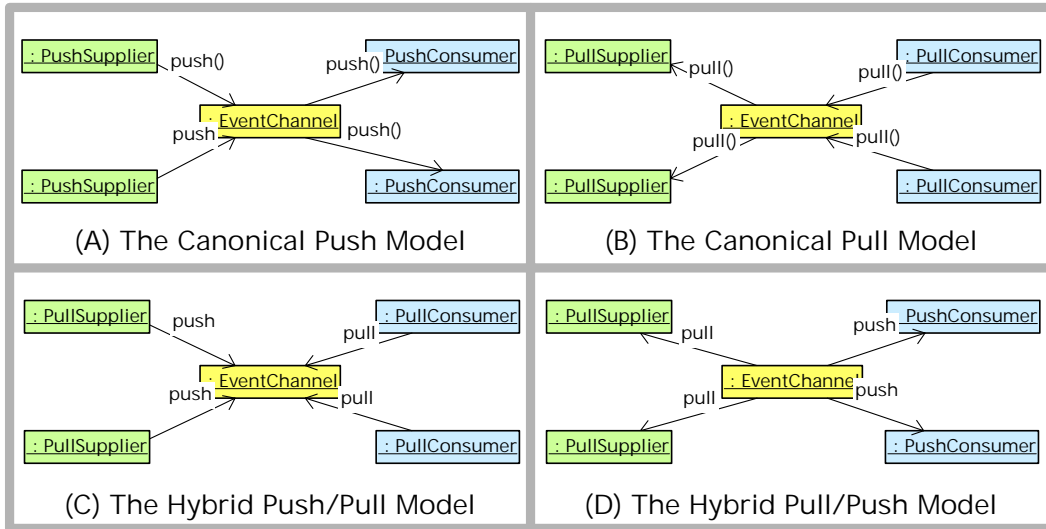 : PushSupplier
: PushConsumer
push()
push()
: EventChannel
push
push()
: PushSupplier
: PushConsumer
(A) The Canonical Push Model
: PullSupplier
: PullConsumer
pull()
pull()
: EventChannel
pull()
pull()
: PullSupplier
: PullConsumer
(B) The Canonical Pull Model
: PullSupplier
: PullConsumer
push
pull
: EventChannel
push
pull
: PullSupplier
: PullConsumer
(C) The Hybrid Push/Pull Model
: PullSupplier
: PushConsumer
pull
push
: EventChannel
pull
push
: PullSupplier
: PushConsumer
(D) The Hybrid Pull/Push Model